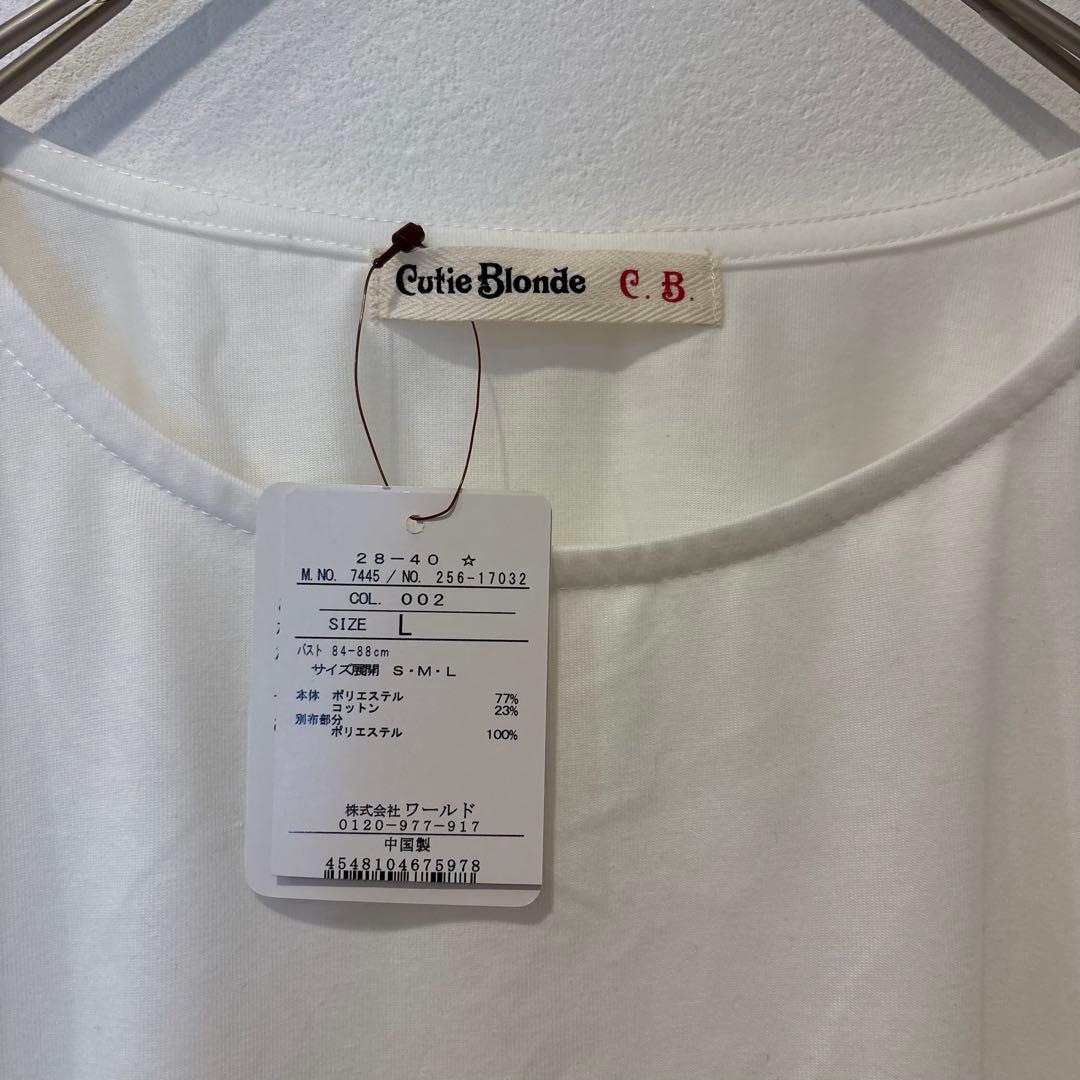 Cutie Blonde C. B.
28-40 ☆
M.NO. 7445 / NO. 256-17032
COL. 002
SIZE L
バスト 84-88cm
サイズ展開 S・M・L
本体 ポリエステル 77%
コットン 23%
別布部分
ポリエステル 100%
株式会社 ワールド
0120-977-917
中国製
4548104675978